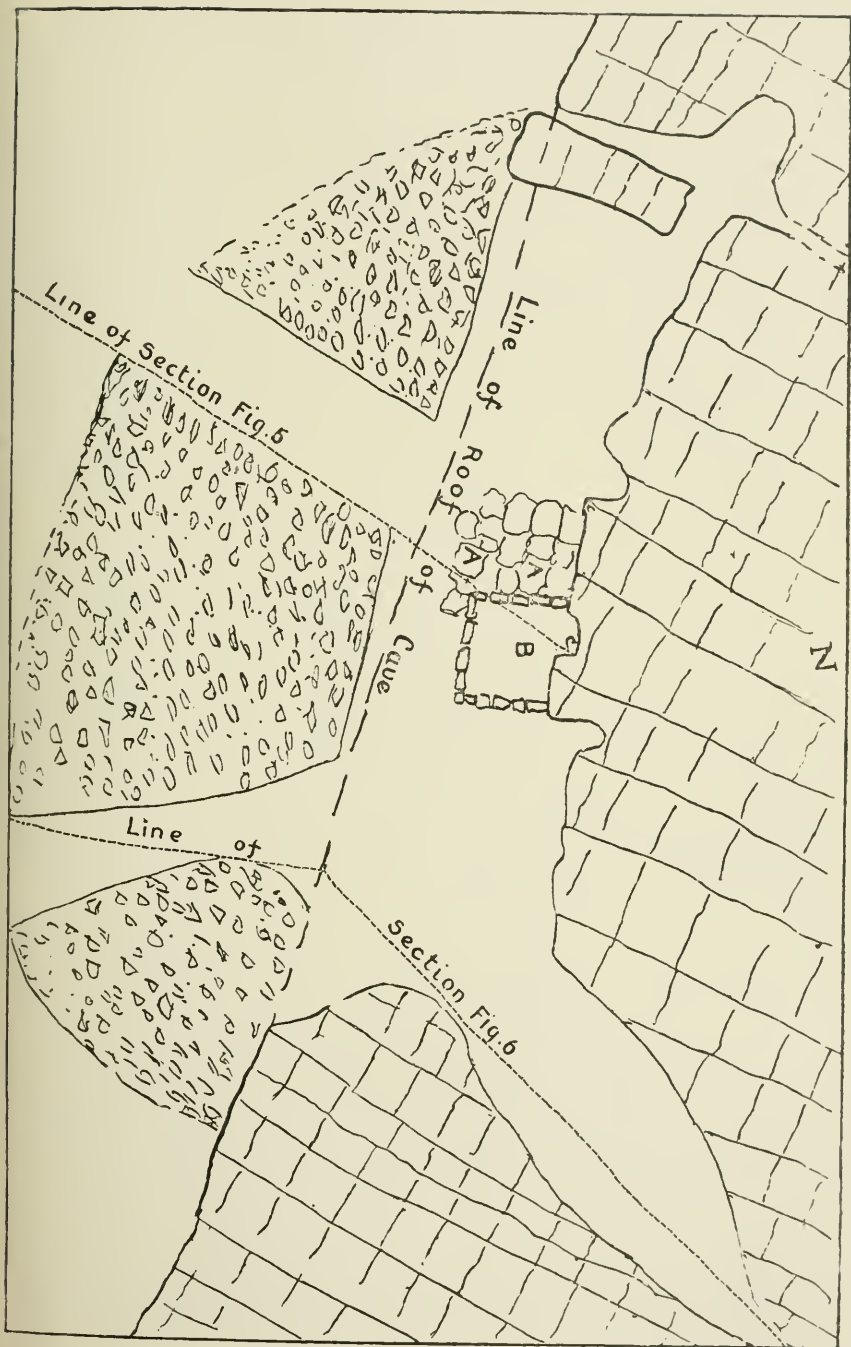 Line of Roof of Cave
Line of Section Fig.5
A A
C
B
N
Line of Section Fig.6